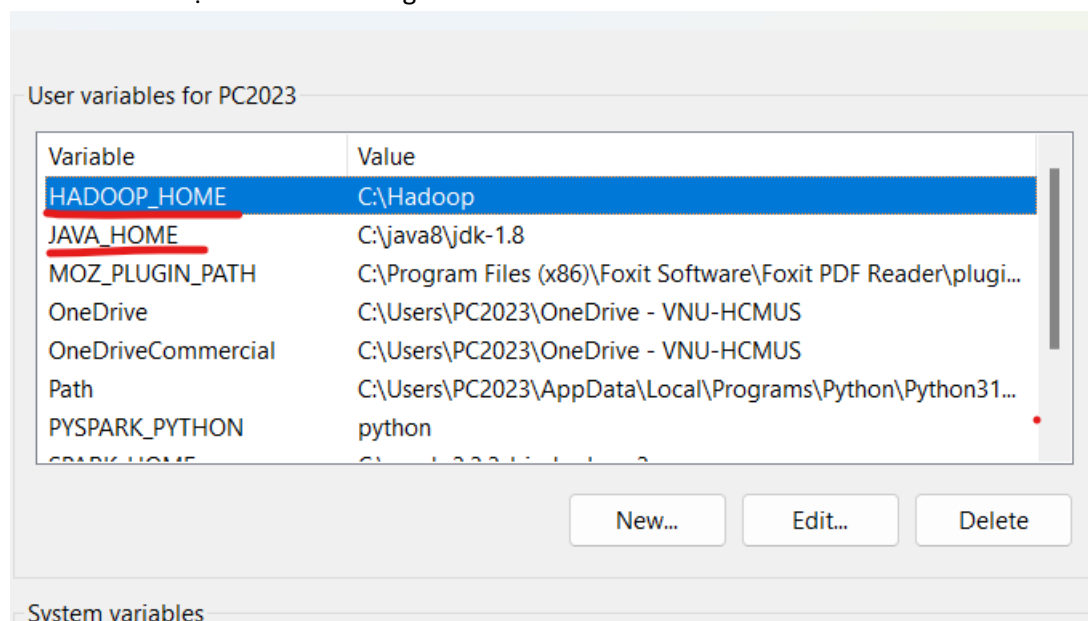 User variables for PC2023
Variable Value
HADOOP_HOME C:\Hadoop
JAVA_HOME C:\java8\jdk-1.8
MOZ_PLUGIN_PATH C:\Program Files (x86)\Foxit Software\Foxit PDF Reader\plugi...
OneDrive C:\Users\PC2023\OneDrive - VNU-HCMUS
OneDriveCommercial C:\Users\PC2023\OneDrive - VNU-HCMUS
Path C:\Users\PC2023\AppData\Local\Programs\Python\Python31...
PYSPARK_PYTHON python
SPARK_HOME
New... Edit... Delete
System variables